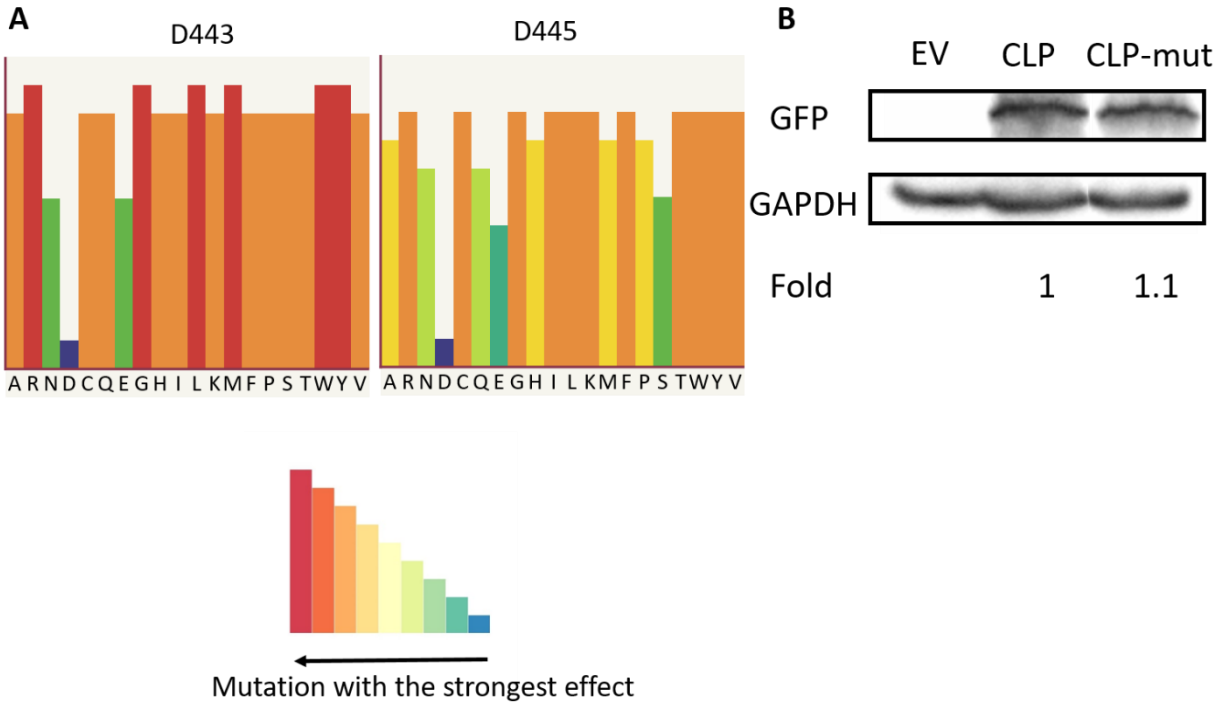 A
D443
D445
A R N D C Q E G H I L K M F P S T W Y V
A R N D C Q E G H I L K M F P S T W Y V
Mutation with the strongest effect
B
EV CLP CLP-mut
GFP
GAPDH
Fold 1 1.1